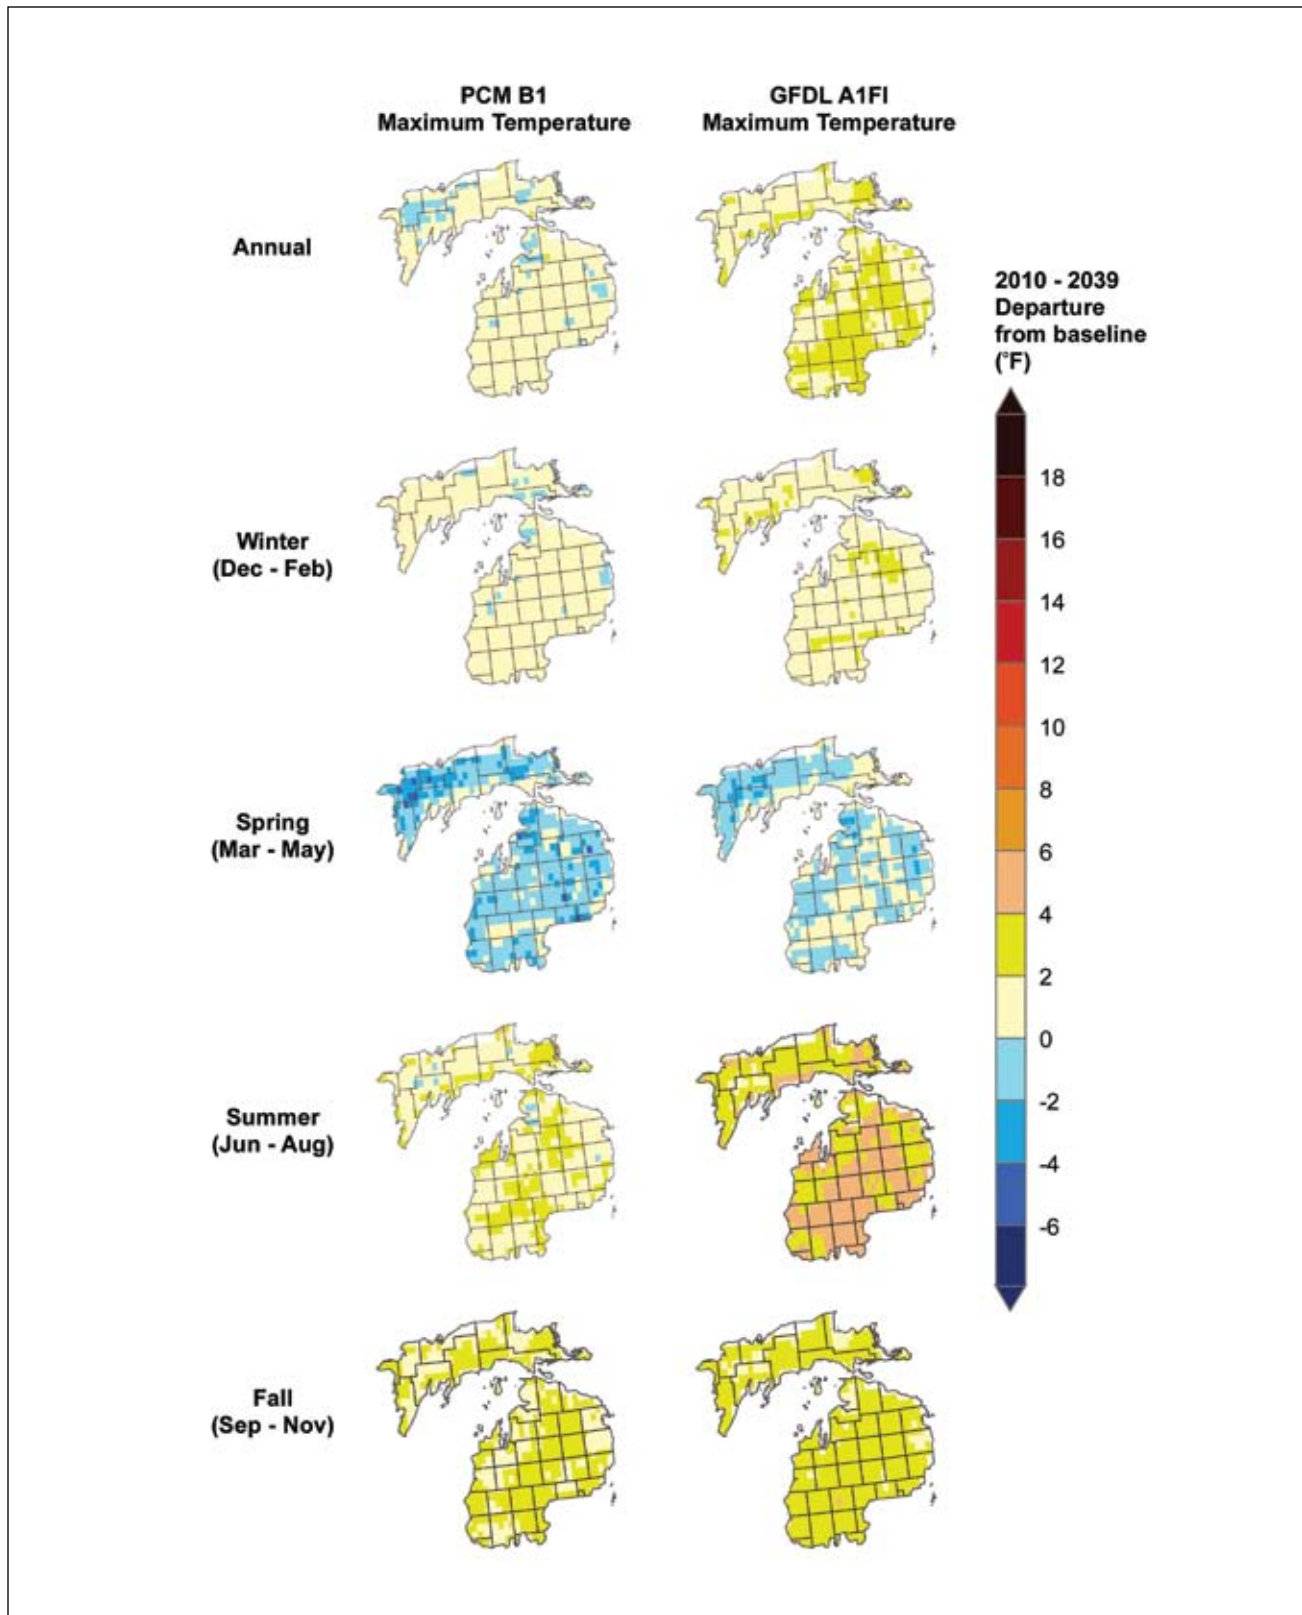 PCM B1
Maximum Temperature
GFDL A1FI
Maximum Temperature
Annual
2010 - 2039
Departure
from baseline
(°F)
18
16
14
12
10
8
6
4
2
0
-2
-4
-6
Winter
(Dec - Feb)
Spring
(Mar - May)
Summer
(Jun - Aug)
Fall
(Sep - Nov)